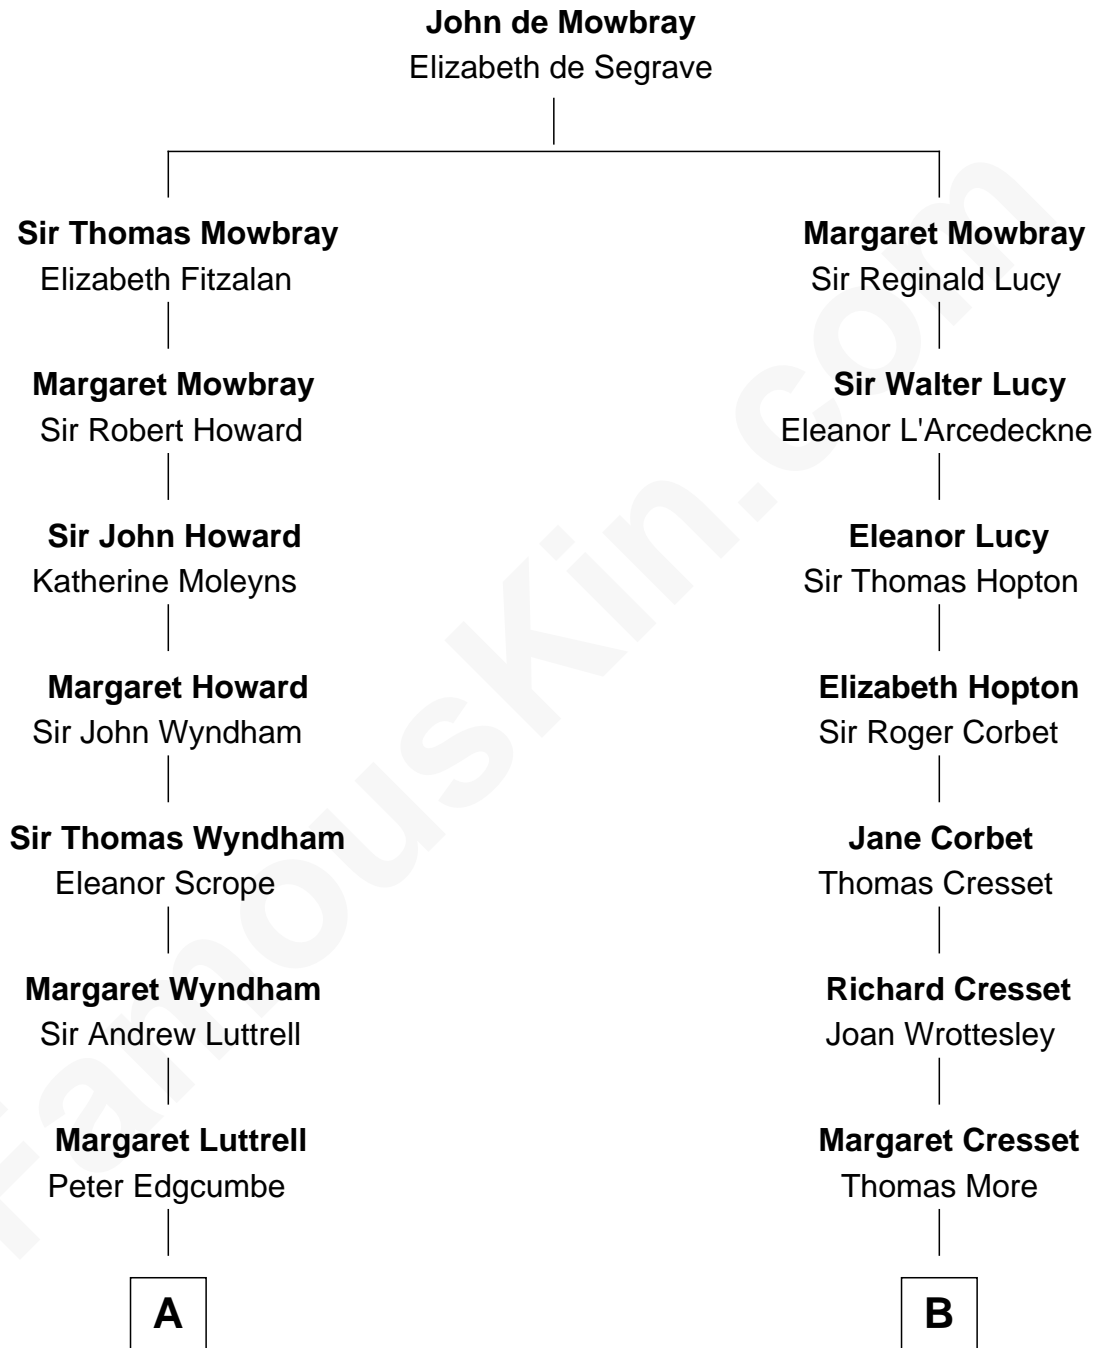 John de Mowbray
Elizabeth de Segrave
Sir Thomas Mowbray
Elizabeth Fitzalan
Margaret Mowbray
Sir Reginald Lucy
Margaret Mowbray
Sir Robert Howard
Sir Walter Lucy
Eleanor L'Arcedeckne
Sir John Howard
Katherine Moleyns
Eleanor Lucy
Sir Thomas Hopton
Margaret Howard
Sir John Wyndham
Elizabeth Hopton
Sir Roger Corbet
Sir Thomas Wyndham
Eleanor Scrope
Jane Corbet
Thomas Cresset
Margaret Wyndham
Sir Andrew Luttrell
Richard Cresset
Joan Wrottesley
Margaret Luttrell
Peter Edgcumbe
Margaret Cresset
Thomas More
A
B
FamousKin.com